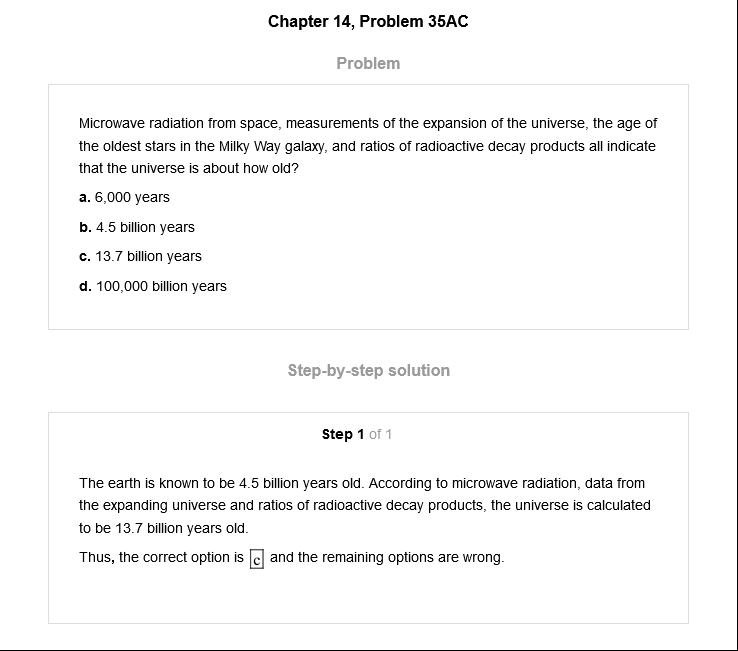 Chapter 14, Problem 35AC
Problem
Microwave radiation from space, measurements of the expansion of the universe, the age of
the oldest stars in the Milky Way galaxy, and ratios of radioactive decay products all indicate
that the universe is about how old?
a. 6,000 years
b. 4.5 billion years
c. 13.7 billion years
d. 100,000 billion years
Step-by-step solution
Step 1 of 1
The earth is known to be 4.5 billion years old. According to microwave radiation, data from
the expanding universe and ratios of radioactive decay products, the universe is calculated
to be 13.7 billion years old.
Thus, the correct option is c and the remaining options are wrong.